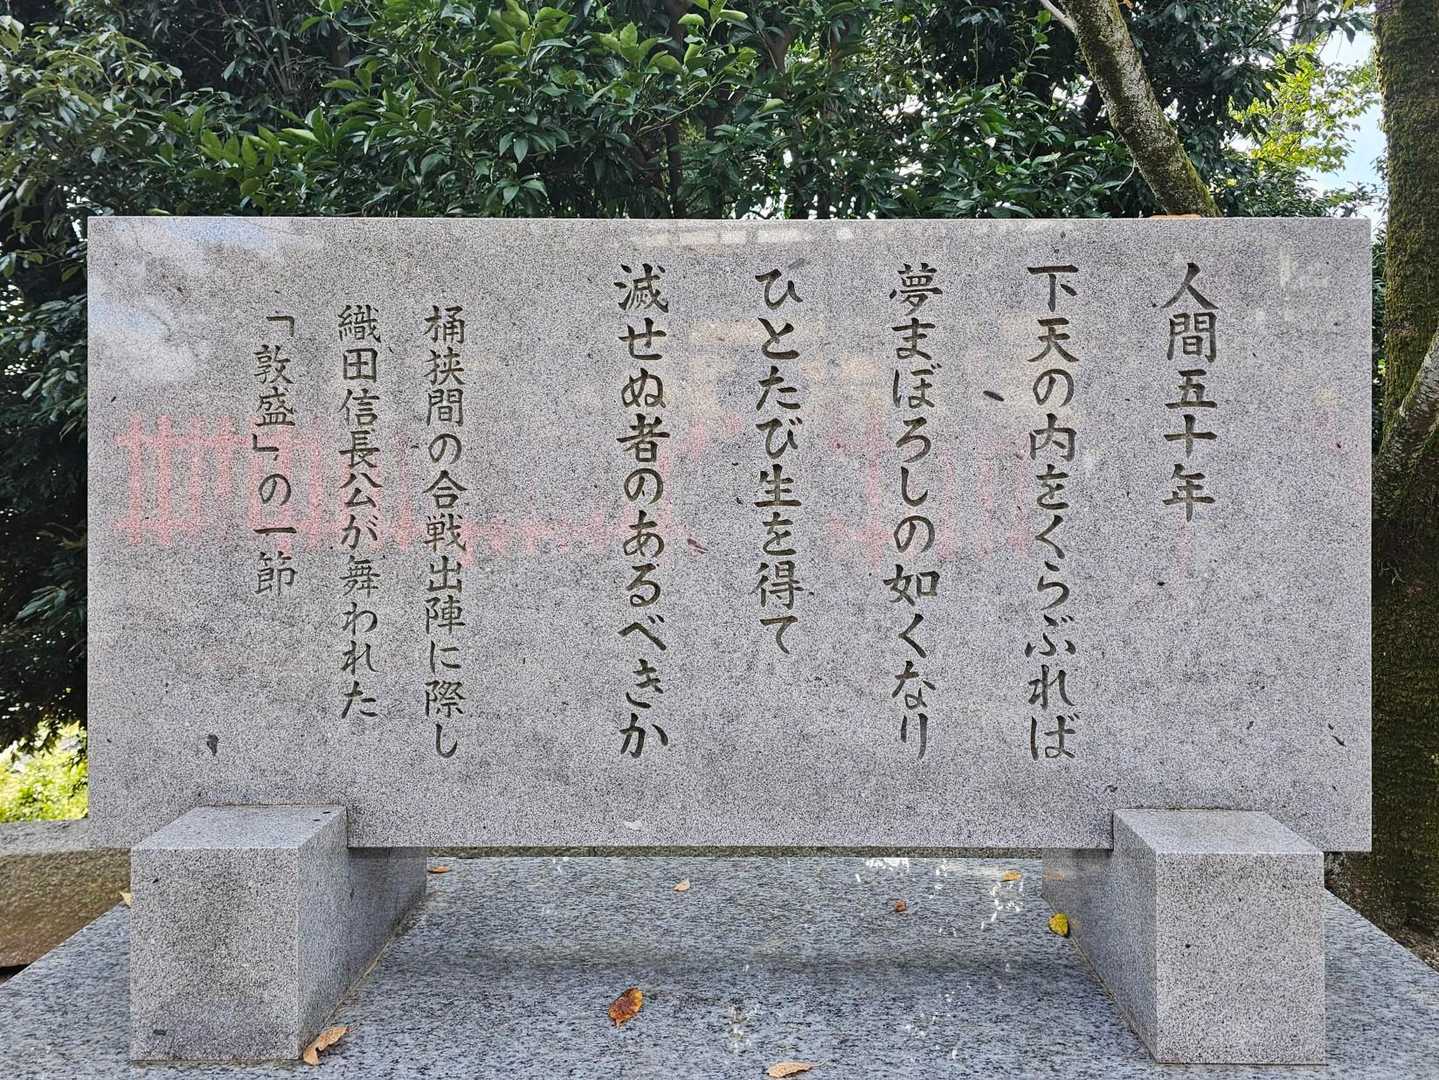 人間五十年
下天の内をくらぶれば
夢まぼろしの如くなり
ひとたび生を得て
滅せぬ者のあるべきか
桶狭間の合戦出陣に際し
織田信長公が舞われた
「敦盛」の一節